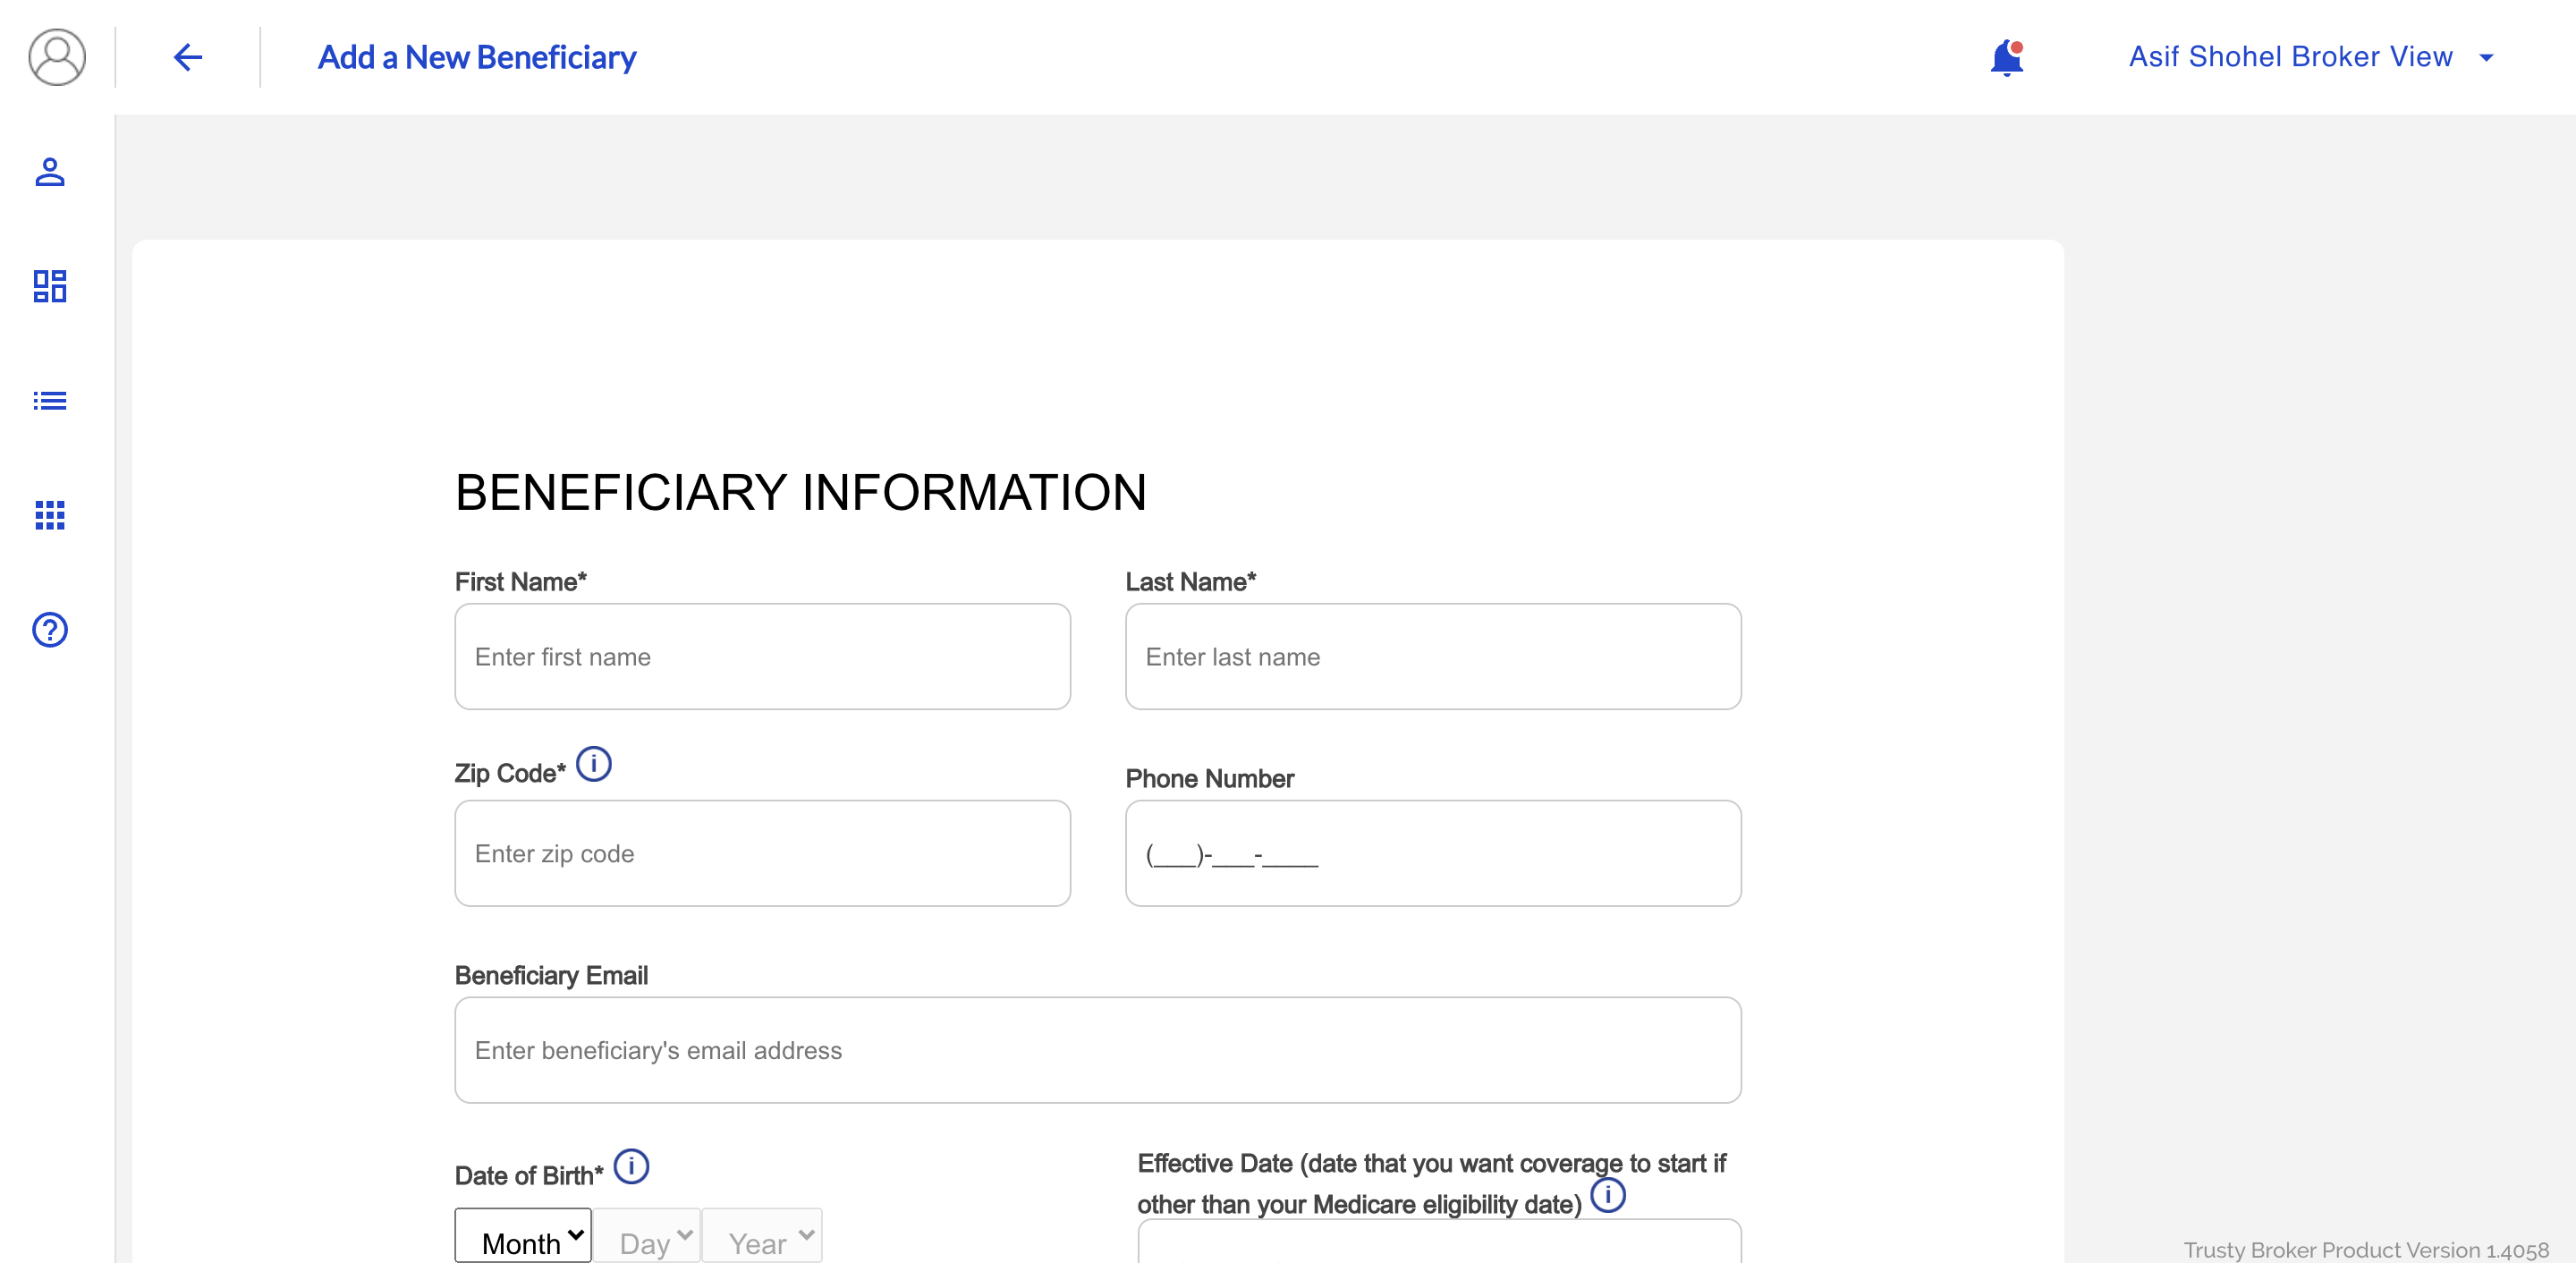 Add a New Beneficiary
Asif Shohel Broker View
BENEFICIARY INFORMATION
First Name*
Last Name*
Enter first name
Enter last name
Zip Code*
Phone Number
Enter zip code
(___)-___-____
Beneficiary Email
Enter beneficiary's email address
Date of Birth*
Effective Date (date that you want coverage to start if
other than your Medicare eligibility date)
Month
Day
Year
Trusty Broker Product Version 1.4058